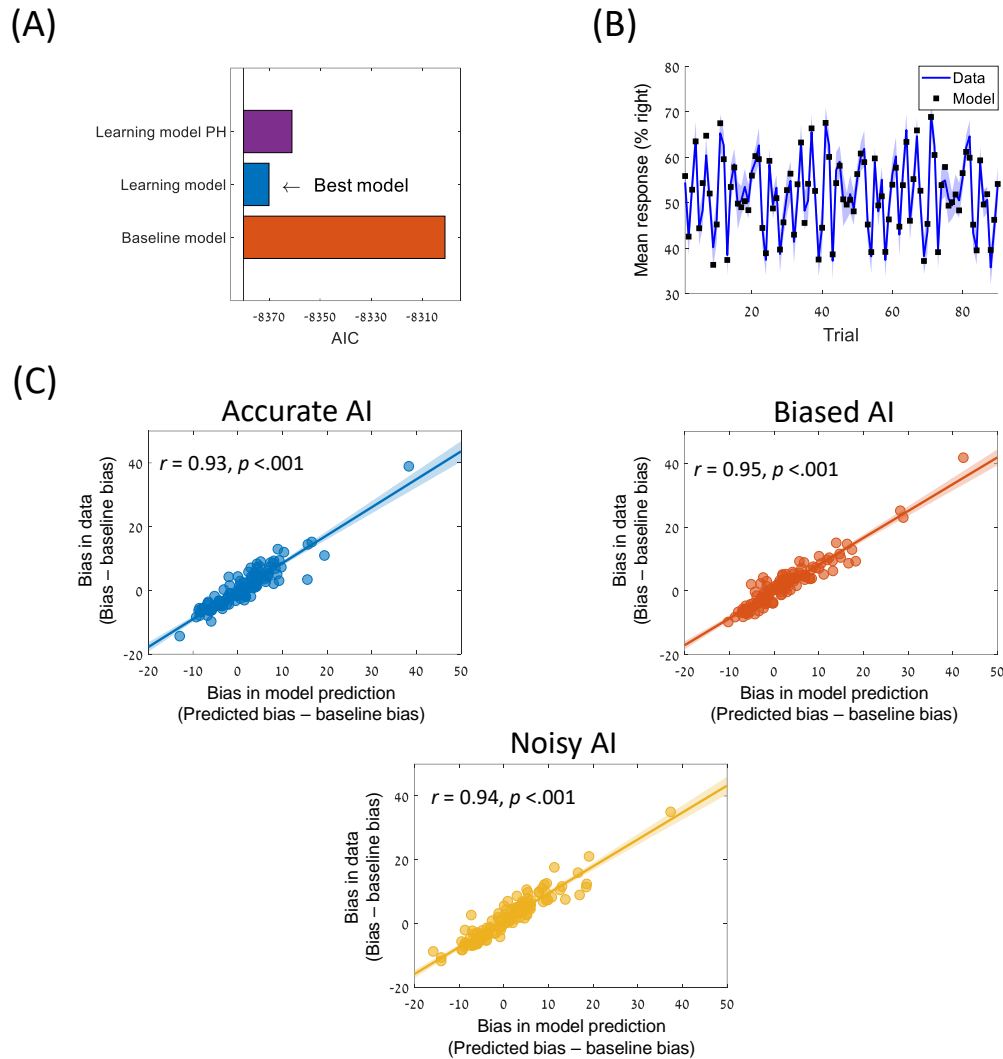 (A)
Learning model PH
Learning model
Baseline model
← Best model
-8370 -8350 -8330 -8310
AIC
(B)
Mean response (% right)
80
70
60
50
40
30
20 40 60 80
Trial
Data
Model
(C)
Accurate AI
r = 0.93, p <.001
Bias in data
(Bias – baseline bias)
40
20
0
-20
-20 -10 0 10 20 30 40 50
Bias in model prediction
(Predicted bias – baseline bias)
Biased AI
r = 0.95, p <.001
Bias in data
(Bias – baseline bias)
40
20
0
-20
-20 -10 0 10 20 30 40 50
Bias in model prediction
(Predicted bias – baseline bias)
Noisy AI
r = 0.94, p <.001
Bias in data
(Bias – baseline bias)
40
20
0
-20
-20 -10 0 10 20 30 40 50
Bias in model prediction
(Predicted bias – baseline bias)